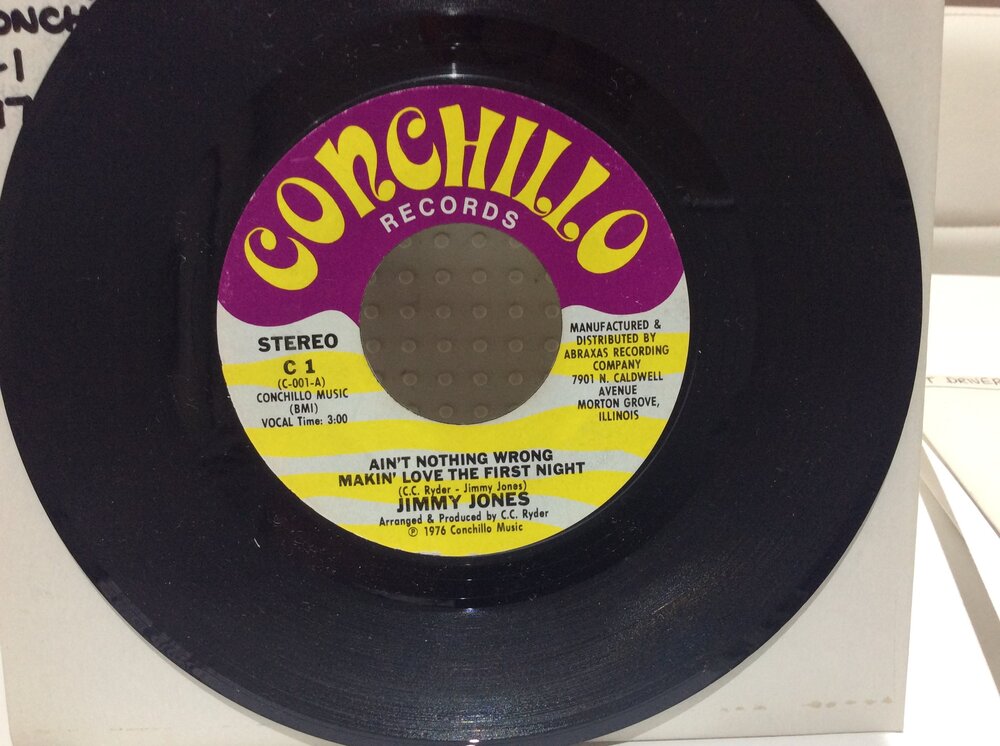 CONCHILLO
RECORDS
STEREO
C 1
(C-001-A)
CONCHILLO MUSIC
(BMI)
VOCAL Time: 3:00
MANUFACTURED &
DISTRIBUTED BY
ABRAXAS RECORDING
COMPANY
7901 N. CALDWELL
AVENUE
MORTON GROVE,
ILLINOIS
AIN'T NOTHING WRONG
MAKIN' LOVE THE FIRST NIGHT
(C.C. Ryder - Jimmy Jones)
JIMMY JONES
Arranged & Produced by C.C. Ryder
℗ 1976 Conchillo Music